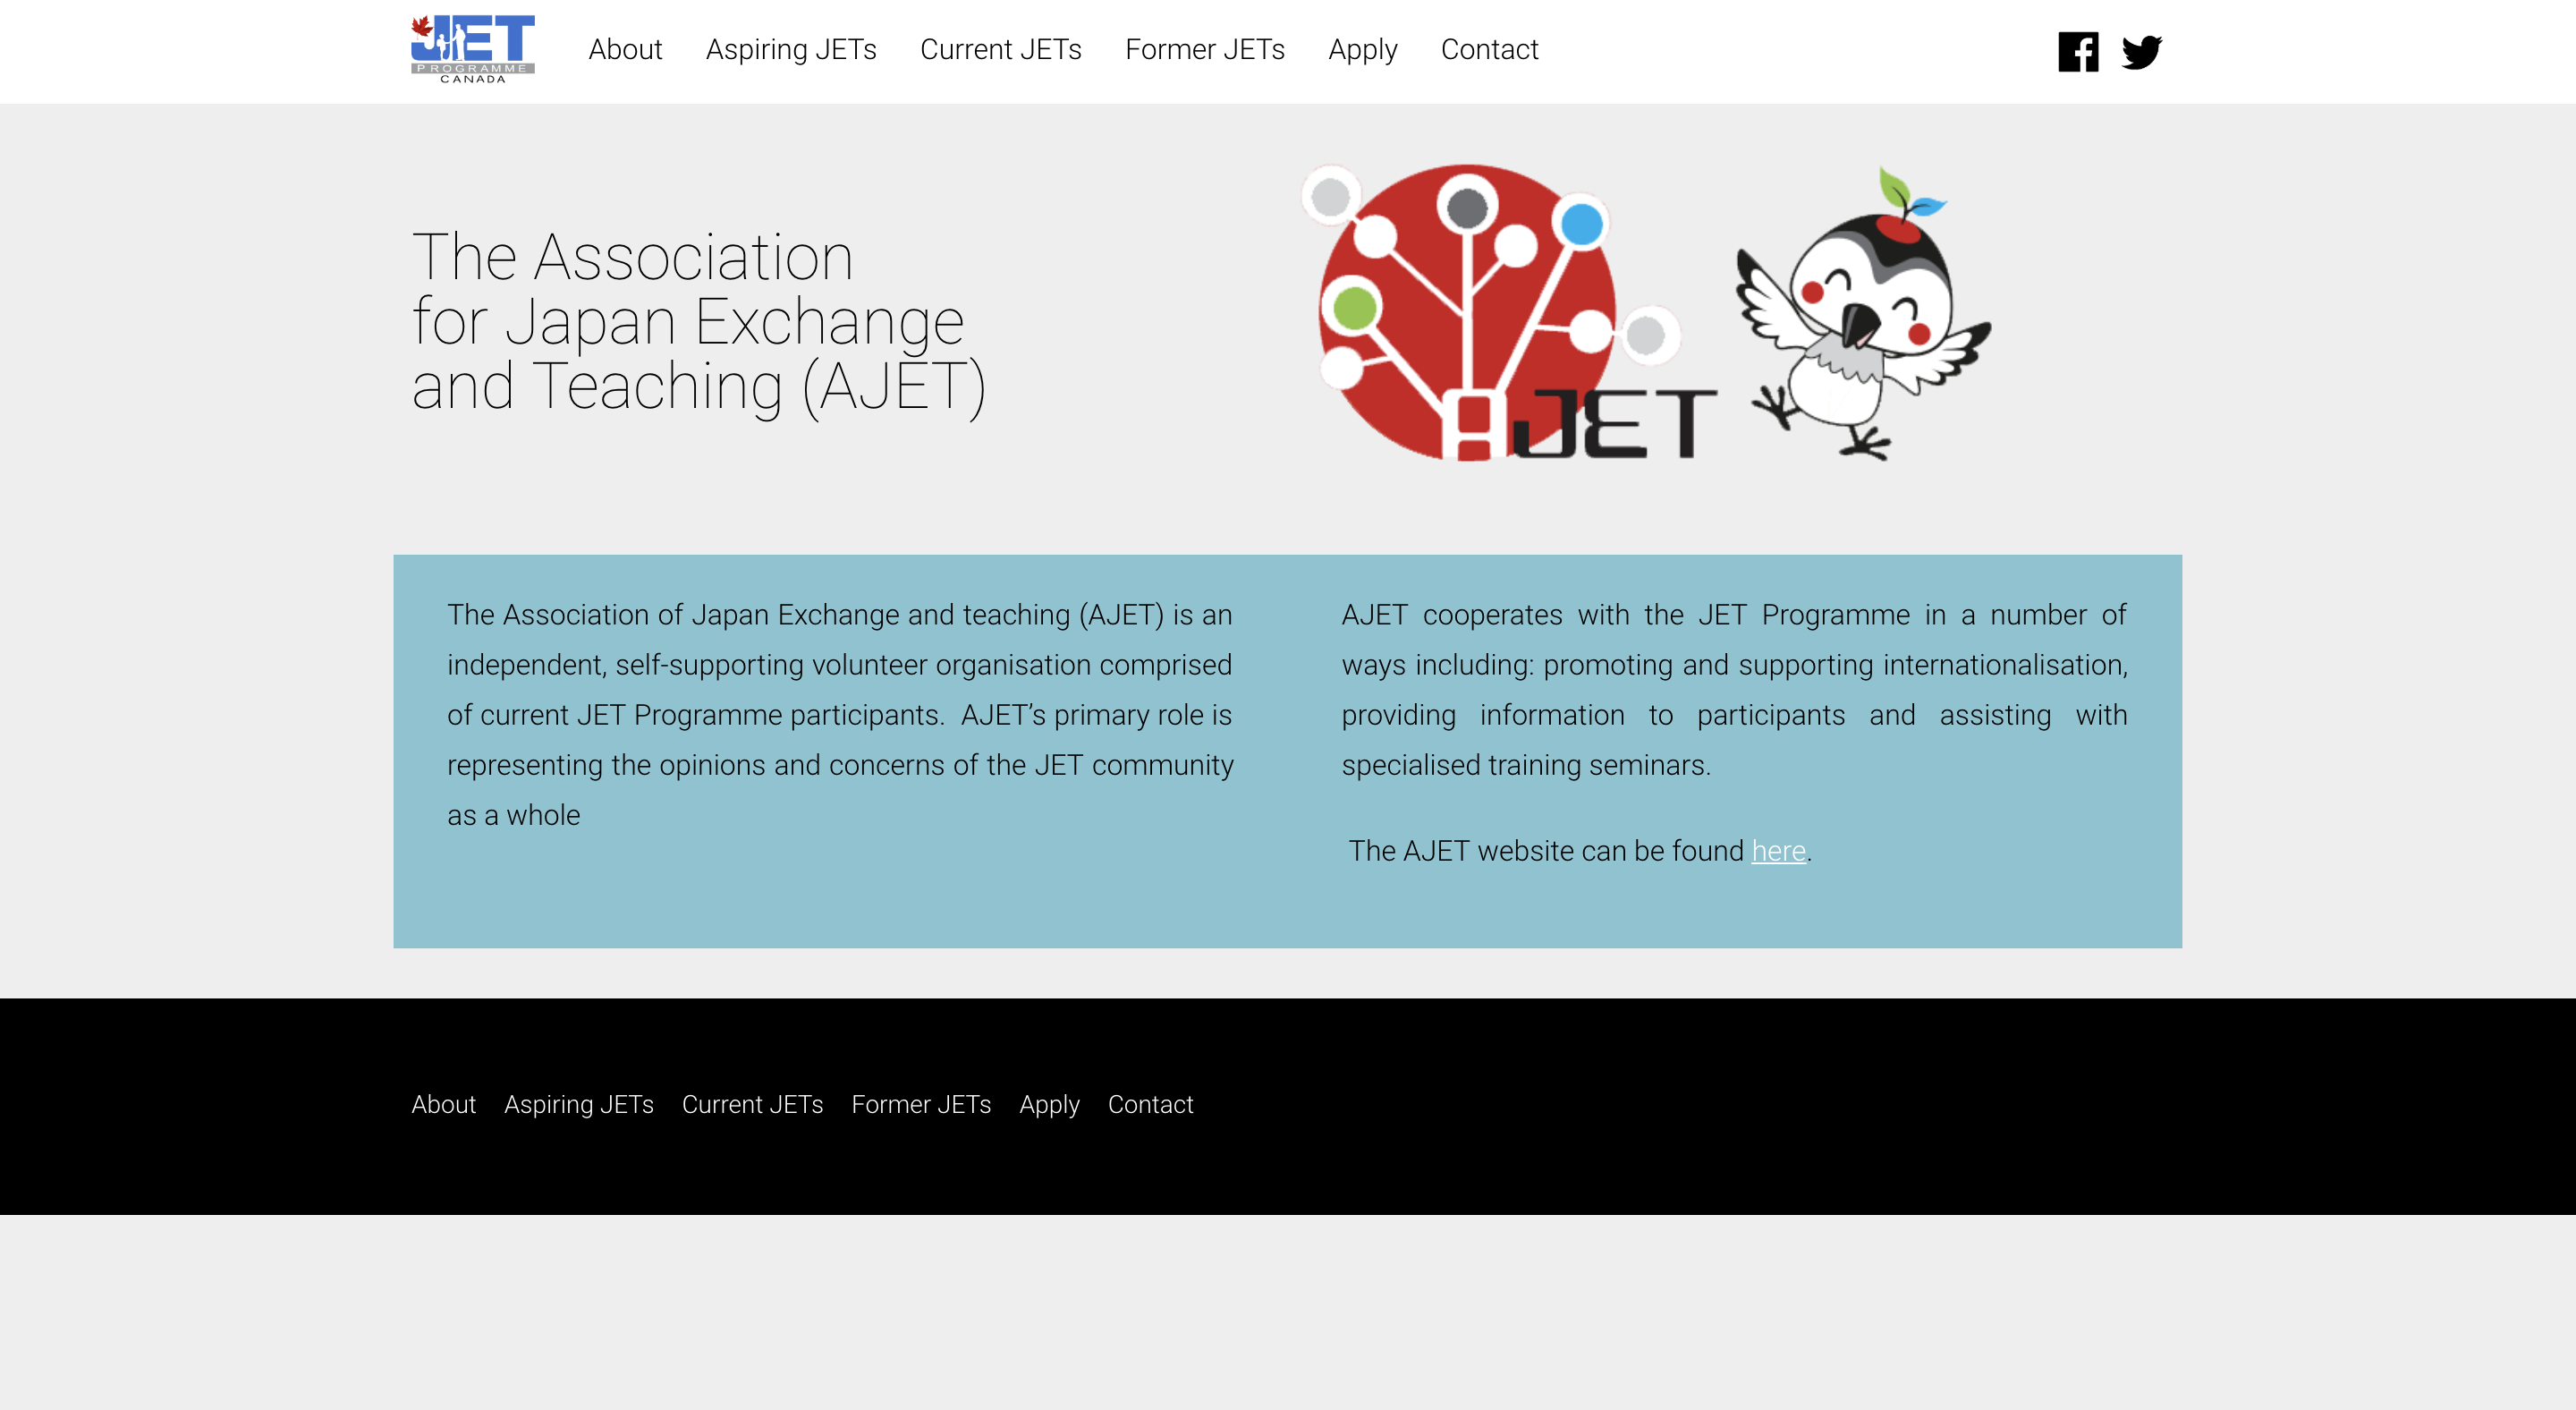 JET
PROGRAMME
CANADA
About Aspiring JETs Current JETs Former JETs Apply Contact
The Association
for Japan Exchange
and Teaching (AJET)
AJET
The Association of Japan Exchange and teaching (AJET) is an
independent, self-supporting volunteer organisation comprised
of current JET Programme participants.  AJET’s primary role is
representing the opinions and concerns of the JET community
as a whole
AJET cooperates with the JET Programme in a number of
ways including: promoting and supporting internationalisation,
providing information to participants and assisting with
specialised training seminars.
The AJET website can be found here.
About Aspiring JETs Current JETs Former JETs Apply Contact